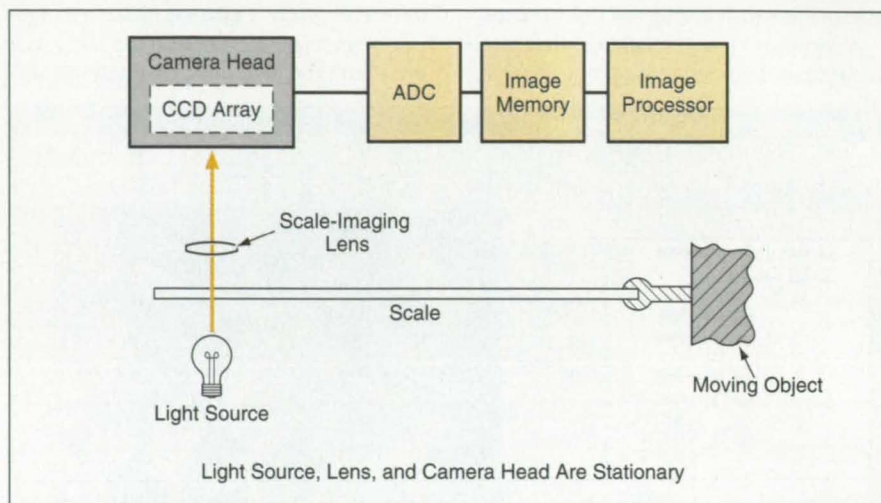 Camera Head
CCD Array
ADC
Image
Memory
Image
Processor
Scale-Imaging
Lens
Scale
Light Source
Moving Object
Light Source, Lens, and Camera Head Are Stationary